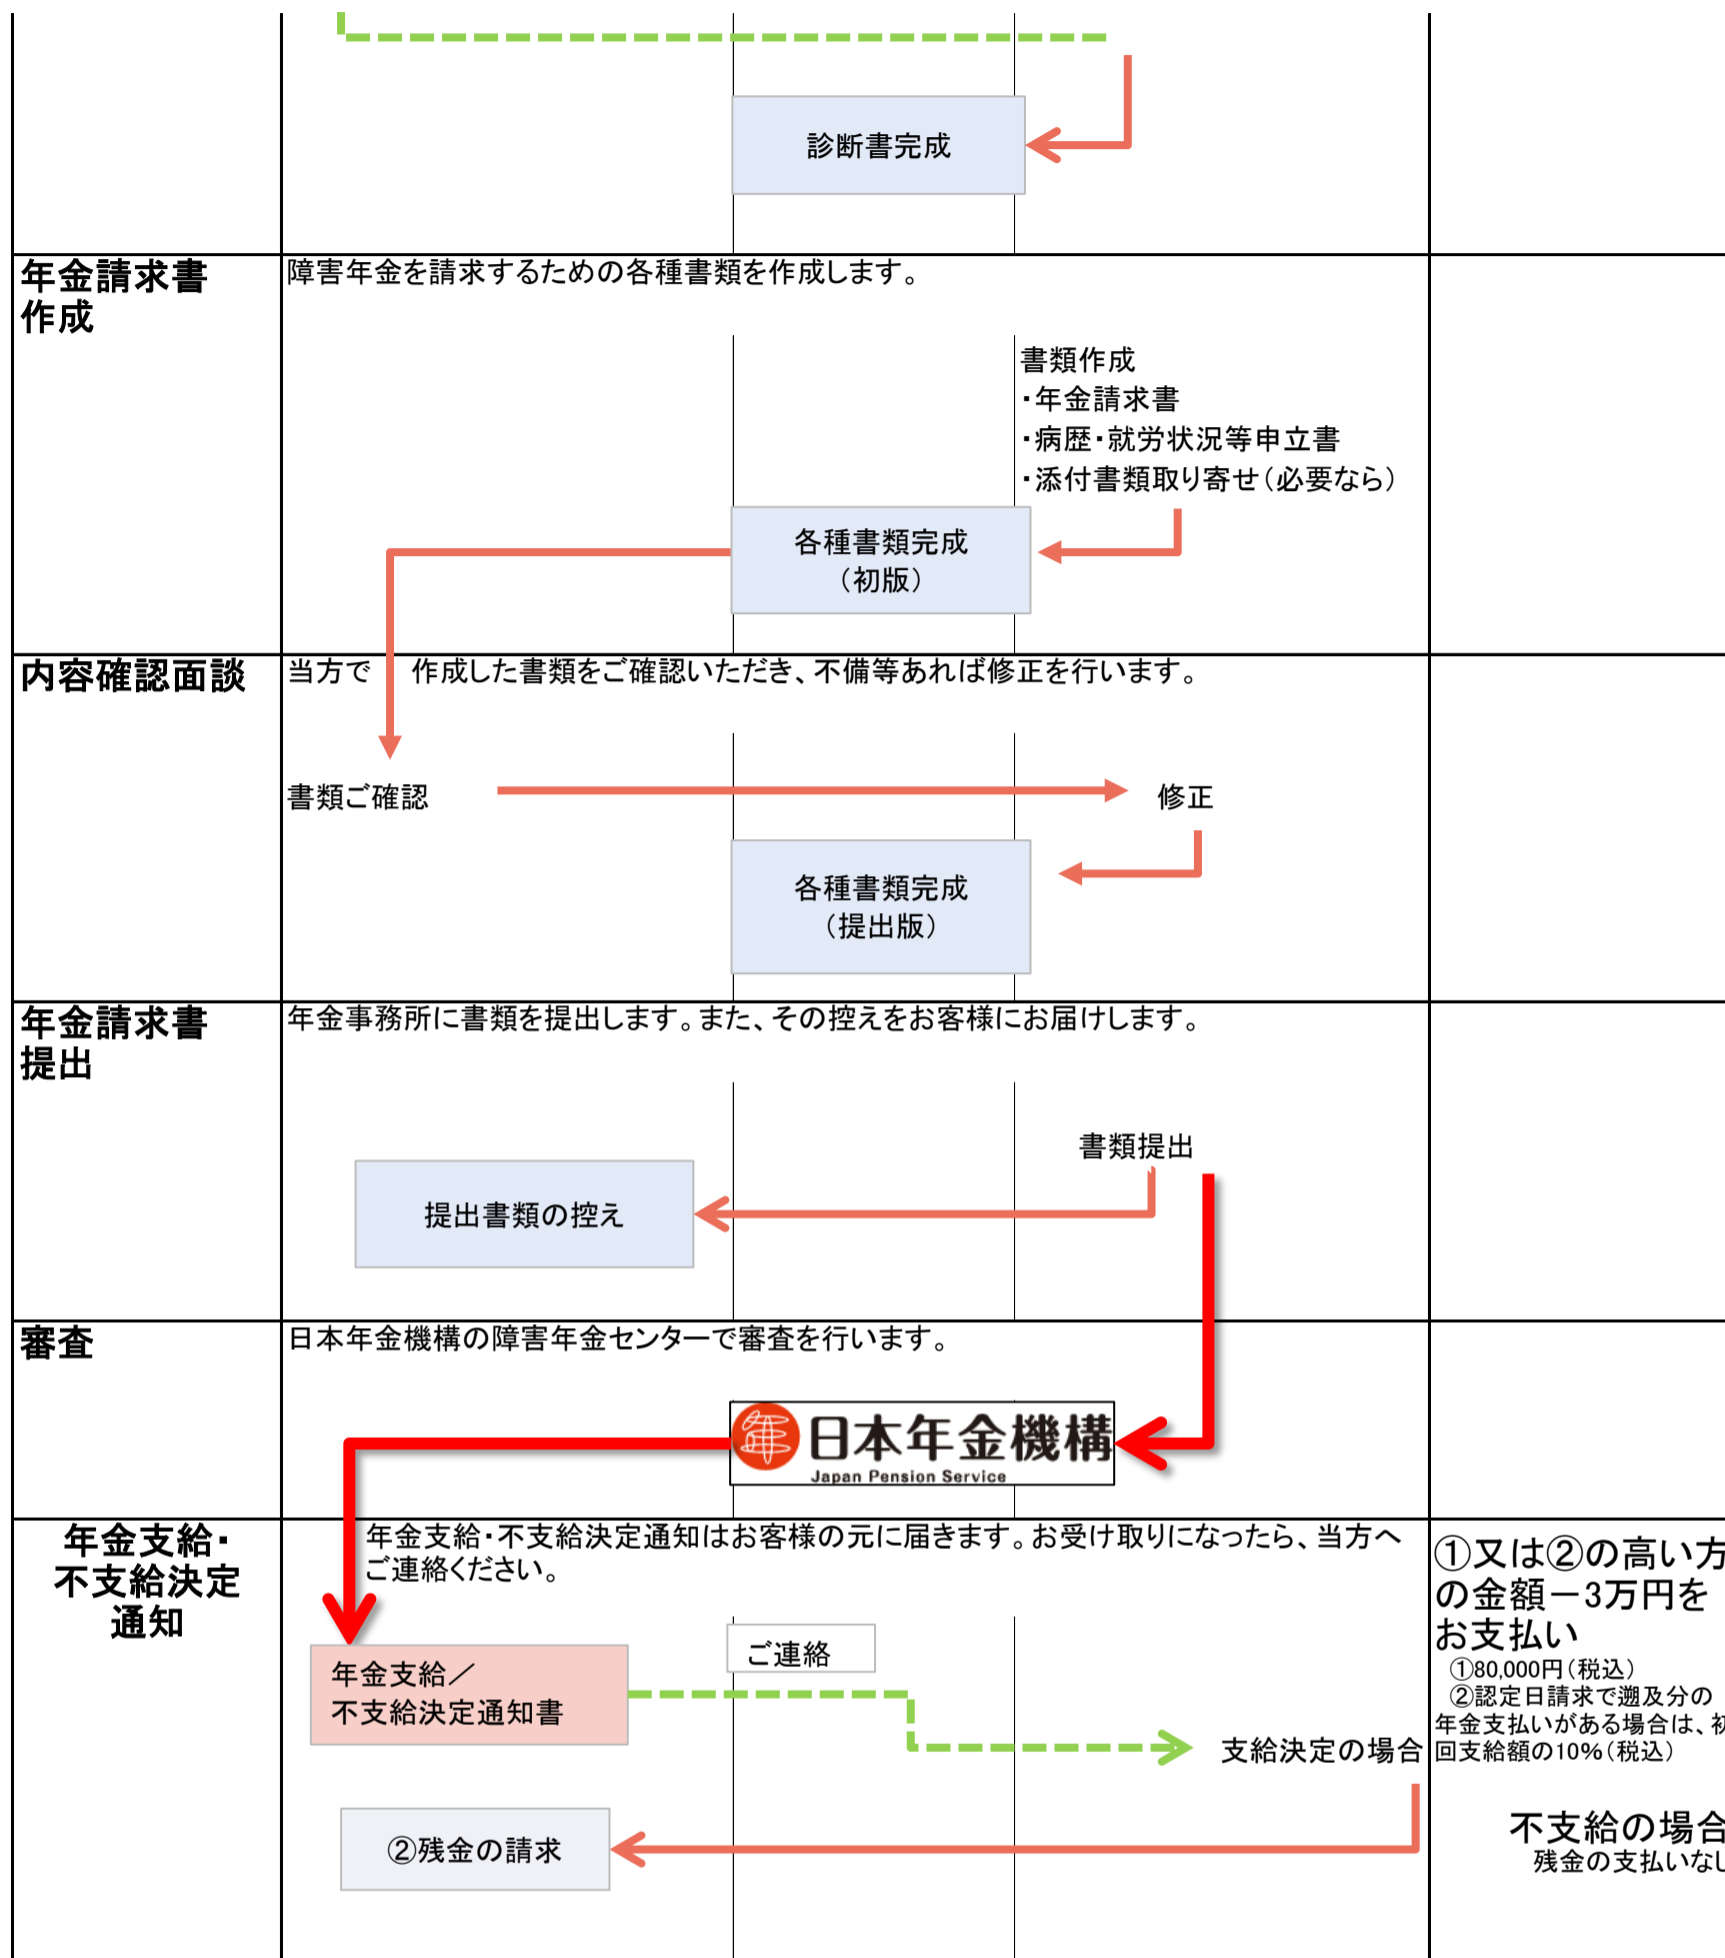 診断書完成
年金請求書
作成
障害年金を請求するための各種書類を作成します。
書類作成
・年金請求書
・病歴・就労状況等申立書
・添付書類取り寄せ（必要なら）
各種書類完成
（初版）
内容確認面談
当方で 作成した書類をご確認いただき、不備等あれば修正を行います。
書類ご確認
修正
各種書類完成
（提出版）
年金請求書
提出
年金事務所に書類を提出します。また、その控えをお客様にお届けします。
書類提出
提出書類の控え
審査
日本年金機構の障害年金センターで審査を行います。
日本年金機構
Japan Pension Service
年金支給・
不支給決定
通知
年金支給・不支給決定通知はお客様の元に届きます。お受け取りになったら、当方へ
ご連絡ください。
年金支給／
不支給決定通知書
ご連絡
支給決定の場合
②残金の請求
①又は②の高い方
の金額－3万円を
お支払い
①80,000円（税込）
②認定日請求で遡及分の
年金支払いがある場合は、初
回支給額の10%（税込）
不支給の場合
残金の支払いなし